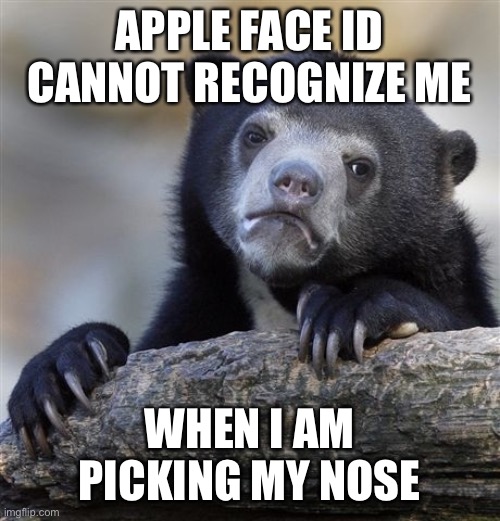 APPLE FACE ID
CANNOT RECOGNIZE ME
WHEN I AM
PICKING MY NOSE
imgflip.com